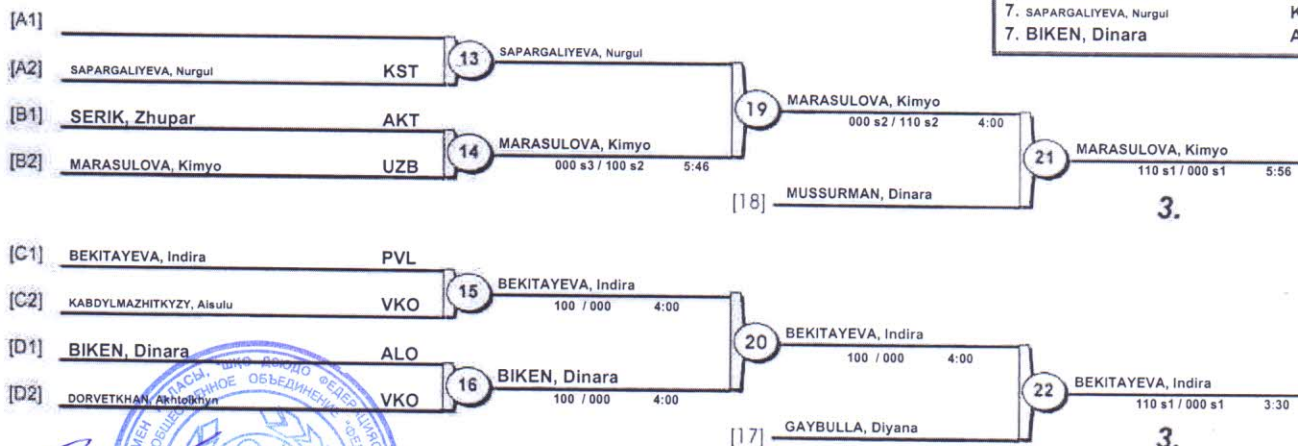 7. SAPARGALIYEVA, Nurgul K
7. BIKEN, Dinara A
[A1]
[A2] SAPARGALIYEVA, Nurgul KST
13 SAPARGALIYEVA, Nurgul
[B1] SERIK, Zhupar AKT
[B2] MARASULOVA, Kimyo UZB
14 MARASULOVA, Kimyo
000 s3 / 100 s2 5:46
19 MARASULOVA, Kimyo
000 s2 / 110 s2 4:00
[18] MUSSURMAN, Dinara
21 MARASULOVA, Kimyo
110 s1 / 000 s1 5:56
3.
[C1] BEKITAYEVA, Indira PVL
[C2] KABDYLMAZHITKYZY, Aisulu VKO
15 BEKITAYEVA, Indira
100 / 000 4:00
[D1] BIKEN, Dinara ALO
[D2] DORVETKHAN, Akhtolkhyn VKO
16 BIKEN, Dinara
100 / 000 4:00
20 BEKITAYEVA, Indira
100 / 000 4:00
[17] GAYBULLA, Diyana
22 BEKITAYEVA, Indira
110 s1 / 000 s1 3:30
3.
ШҚО ДЗЮДО ФЕДЕРАЦИЯС
ОБЪЕДИНЕНИЕ